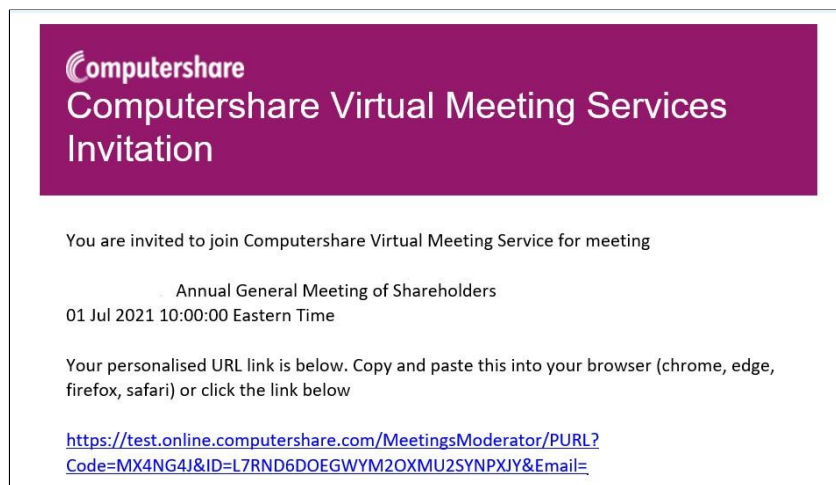 Computershare
Computershare Virtual Meeting Services
Invitation
You are invited to join Computershare Virtual Meeting Service for meeting
Annual General Meeting of Shareholders
01 Jul 2021 10:00:00 Eastern Time
Your personalised URL link is below. Copy and paste this into your browser (chrome, edge,
firefox, safari) or click the link below
https://test.online.computershare.com/MeetingsModerator/PURL?
Code=MX4NG4J&ID=L7RND6DOEGWYM2OXMU2SYNPXJY&Email=